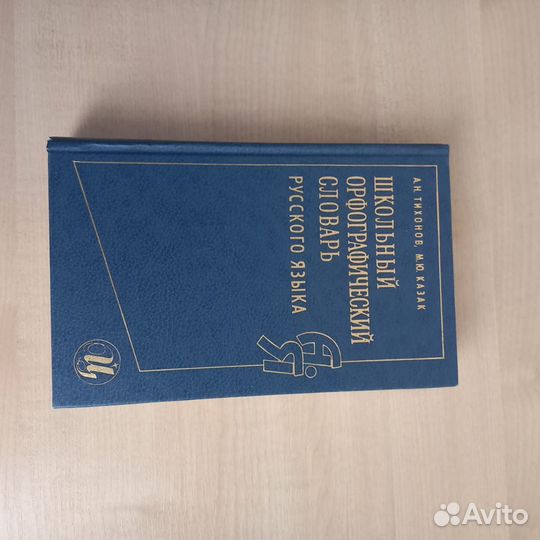 А.Н. ТИХОНОВ, М.Ю. КАЗАК
ШКОЛЬНЫЙ
ОРФОГРАФИЧЕСКИЙ
СЛОВАРЬ
РУССКОГО ЯЗЫКА
Ц
Avito